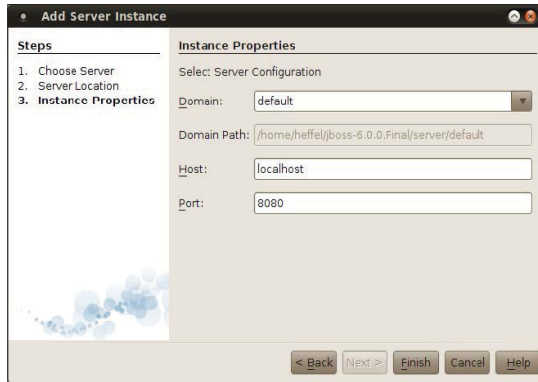 Add Server Instance
Steps
1. Choose Server
2. Server Location
3. Instance Properties
Instance Properties
Select: Server Configuration
Domain: default
Domain Path: /home/heffel/jboss-6.0.0.Final/server/default
Host: localhost
Port: 8080
< Back Next > Finish Cancel Help